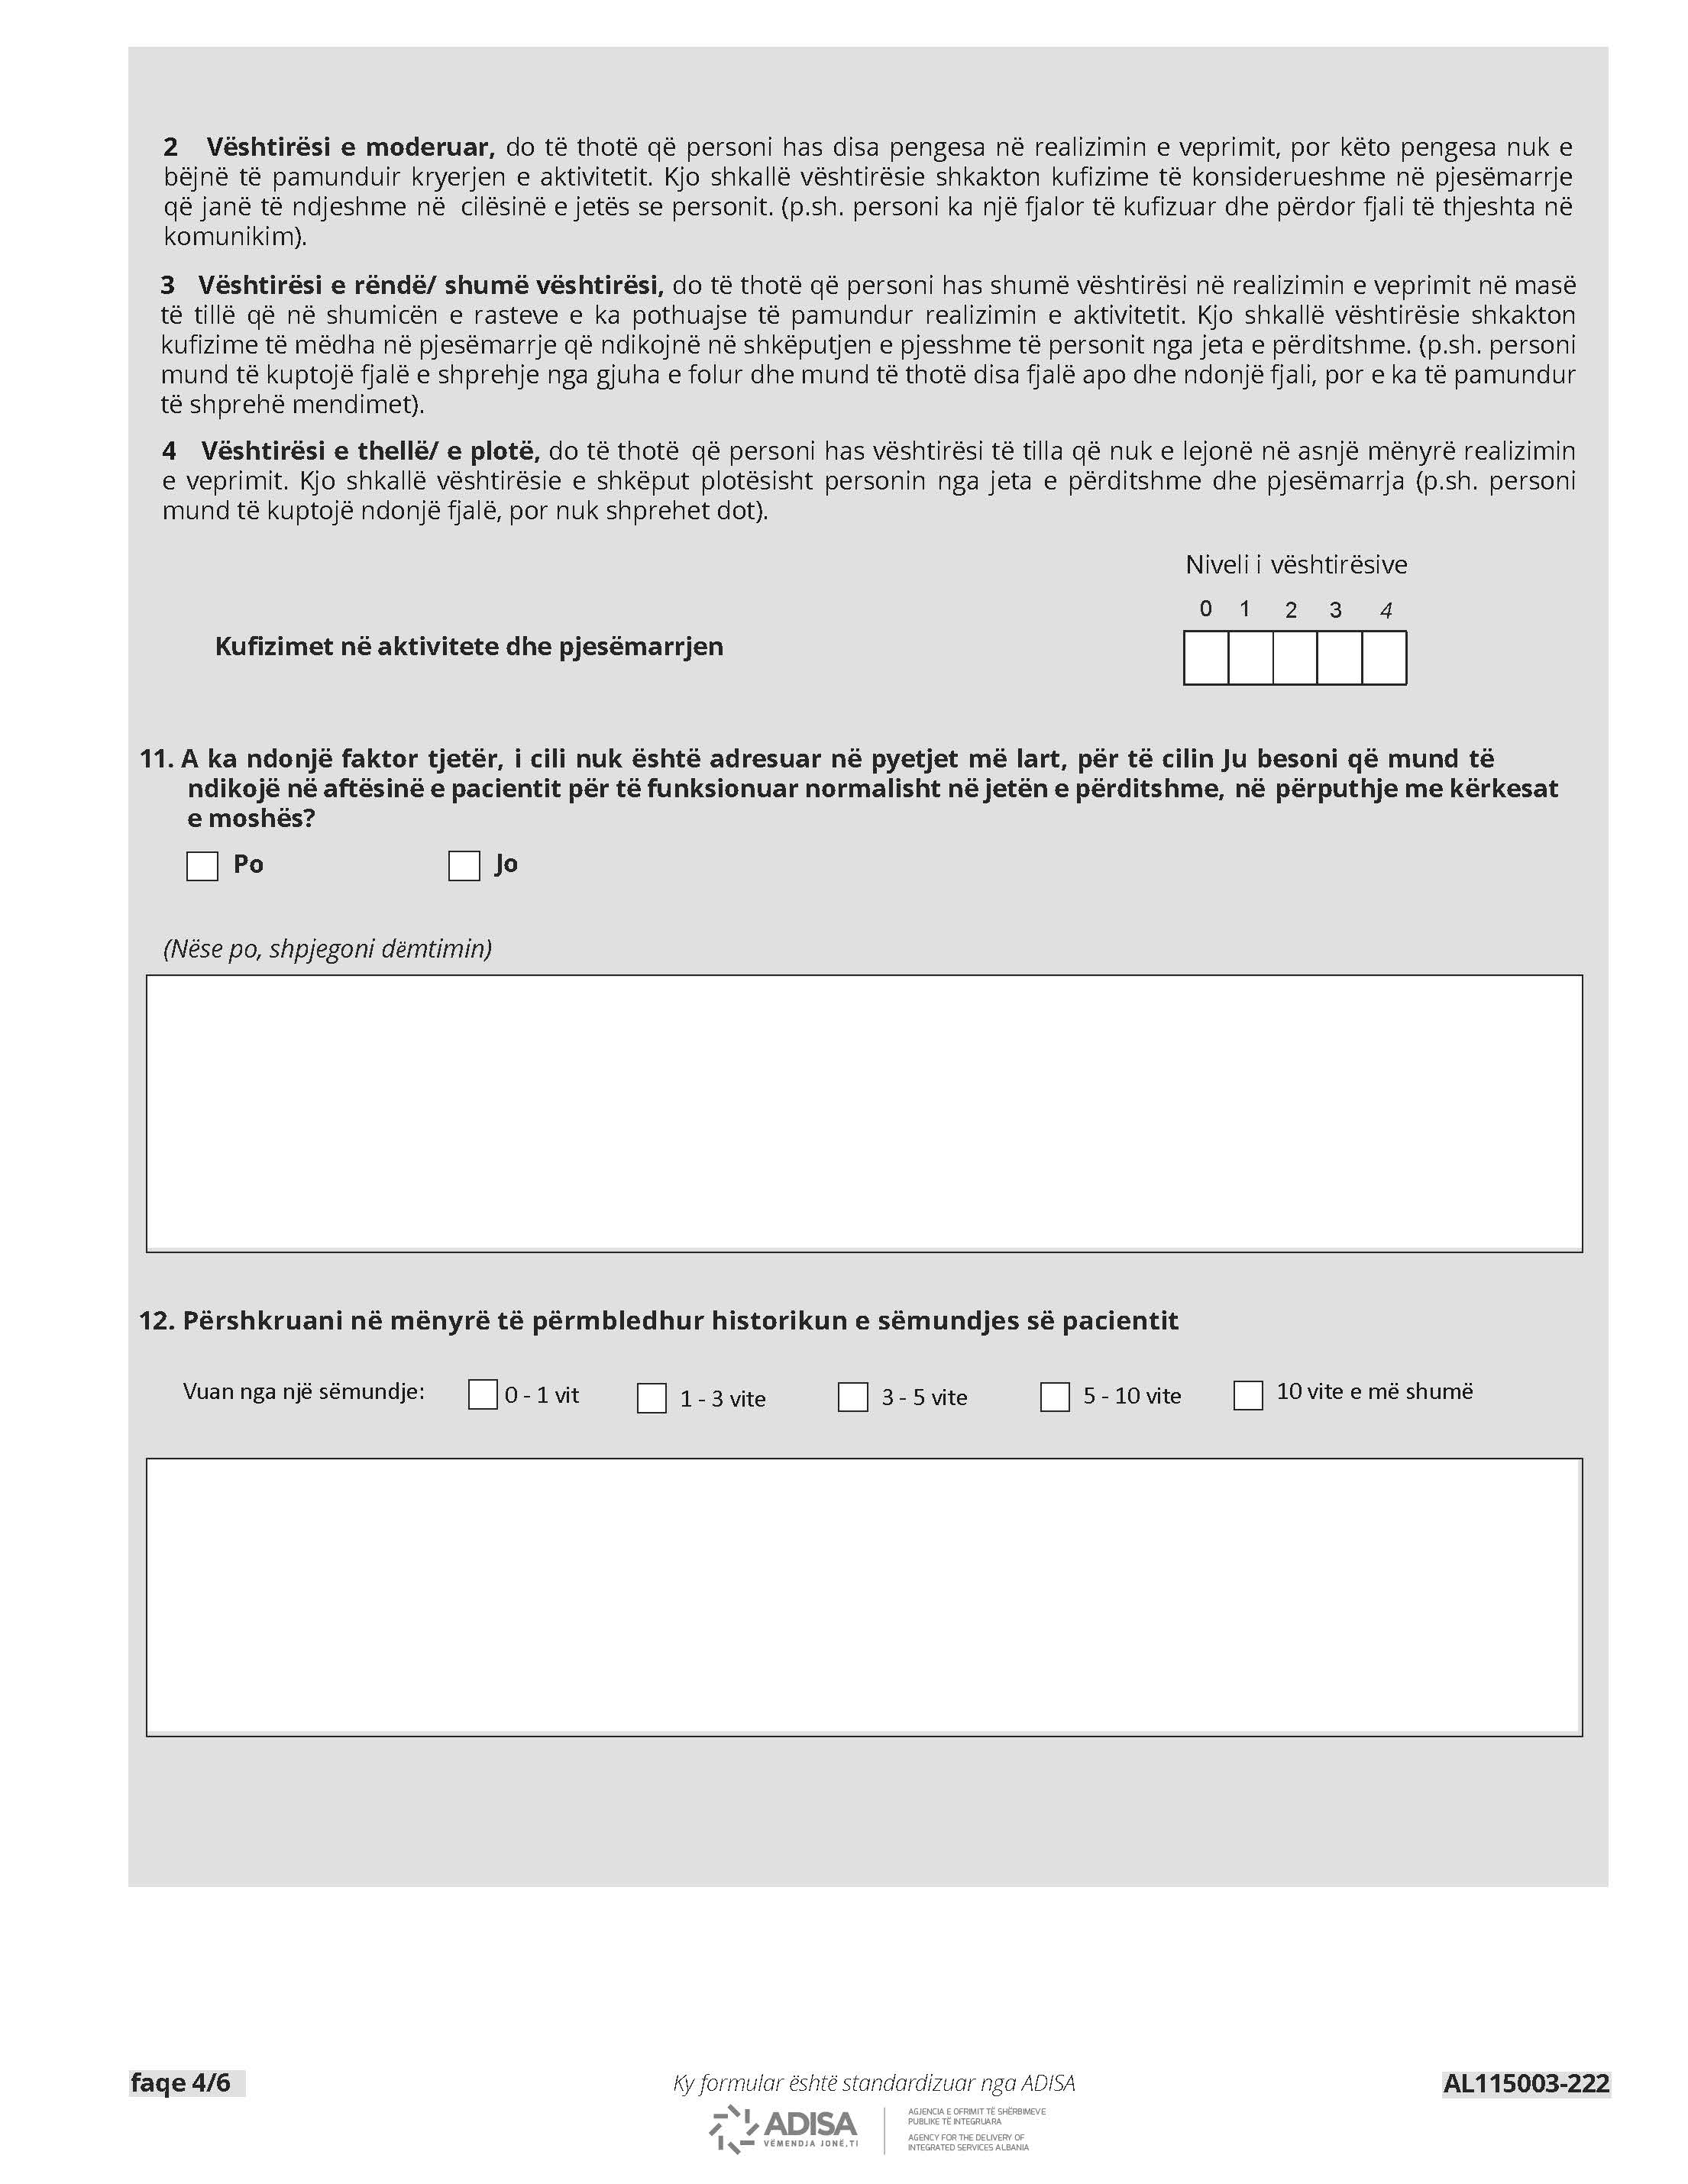 2 Vështirësi e moderuar, do të thotë që personi has disa pengesa në realizimin e veprimit, por këto pengesa nuk e
bëjnë të pamunduir kryerjen e aktivitetit. Kjo shkallë vështirësie shkakton kufizime të konsiderueshme në pjesëmarrje
që janë të ndjeshme në cilësinë e jetës se personit. (p.sh. personi ka një fjalor të kufizuar dhe përdor fjali të thjeshta në
komunikim).
3 Vështirësi e rëndë/ shumë vështirësi, do të thotë që personi has shumë vështirësi në realizimin e veprimit në masë
të tillë që në shumicën e rasteve e ka pothuajse të pamundur realizimin e aktivitetit. Kjo shkallë vështirësie shkakton
kufizime të mëdha në pjesëmarrje që ndikojnë në shkëputjen e pjesshme të personit nga jeta e përditshme. (p.sh. personi
mund të kuptojë fjalë e shprehje nga gjuha e folur dhe mund të thotë disa fjalë apo dhe ndonjë fjali, por e ka të pamundur
të shprehë mendimet).
4 Vështirësi e thellë/ e plotë, do të thotë që personi has vështirësi të tilla që nuk e lejonë në asnjë mënyrë realizimin
e veprimit. Kjo shkallë vështirësie e shkëput plotësisht personin nga jeta e përditshme dhe pjesëmarrja (p.sh. personi
mund të kuptojë ndonjë fjalë, por nuk shprehet dot).
Niveli i vështirësive
0 1 2 3 4
Kufizimet në aktivitete dhe pjesëmarrjen
11. A ka ndonjë faktor tjetër, i cili nuk është adresuar në pyetjet më lart, për të cilin Ju besoni që mund të
ndikojë në aftësinë e pacientit për të funksionuar normalisht në jetën e përditshme, në përputhje me kërkesat
e moshës?
Po Jo
(Nëse po, shpjegoni dëmtimin)
12. Përshkruani në mënyrë të përmbledhur historikun e sëmundjes së pacientit
Vuan nga një sëmundje: 0 - 1 vit 1 - 3 vite 3 - 5 vite 5 - 10 vite 10 vite e më shumë
faqe 4/6 Ky formular është standardizuar nga ADISA AL115003-222
ADISA
VËMENDJA JONË,TI
AGJENCIA E OFRIMIT TË SHËRBIMEVE
PUBLIKE TË INTEGRUARA
AGENCY FOR THE DELIVERY OF
INTEGRATED SERVICES ALBANIA